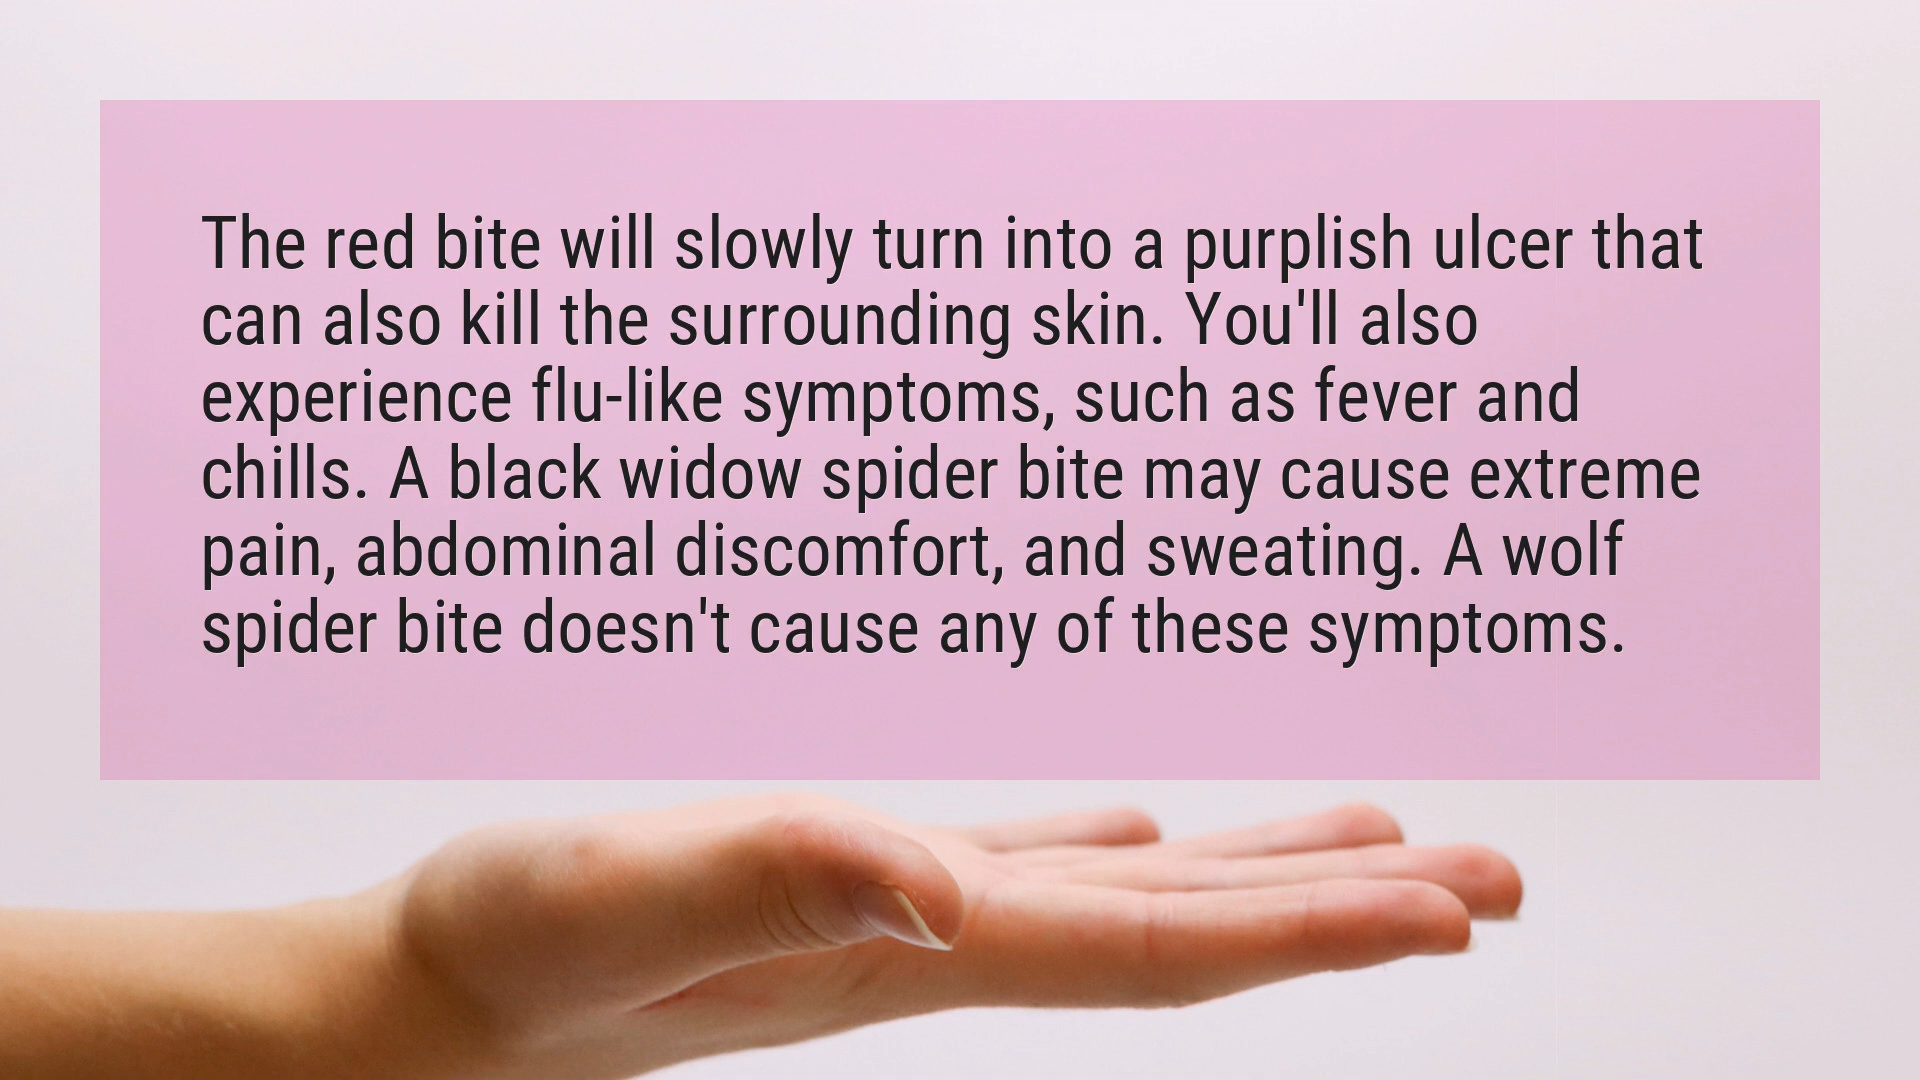 The red bite will slowly turn into a purplish ulcer that
can also kill the surrounding skin. You'll also
experience flu-like symptoms, such as fever and
chills. A black widow spider bite may cause extreme
pain, abdominal discomfort, and sweating. A wolf
spider bite doesn't cause any of these symptoms.